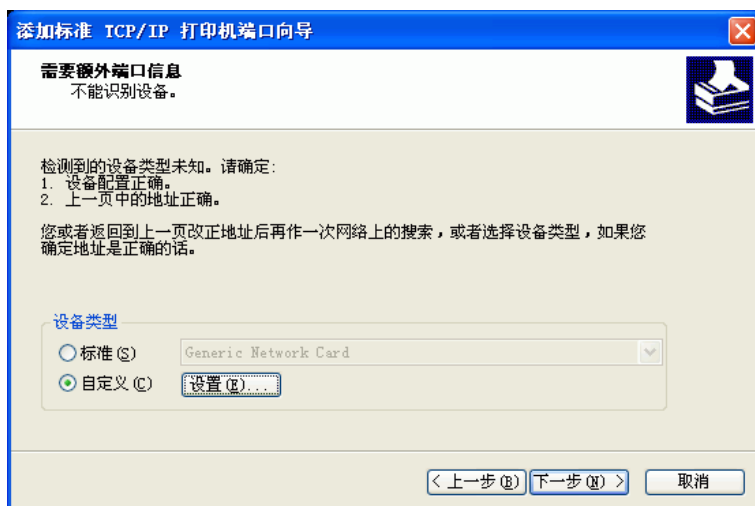 添加标准 TCP/IP 打印机端口向导
需要额外端口信息
不能识别设备。
检测到的设备类型未知。请确定:
1. 设备配置正确。
2. 上一页中的地址正确。
您或者返回到上一页改正地址后再作一次网络上的搜索，或者选择设备类型，如果您
确定地址是正确的话。
设备类型
标准(S) Generic Network Card
自定义(C) 设置(E)...
< 上一步(B) 下一步(N) > 取消